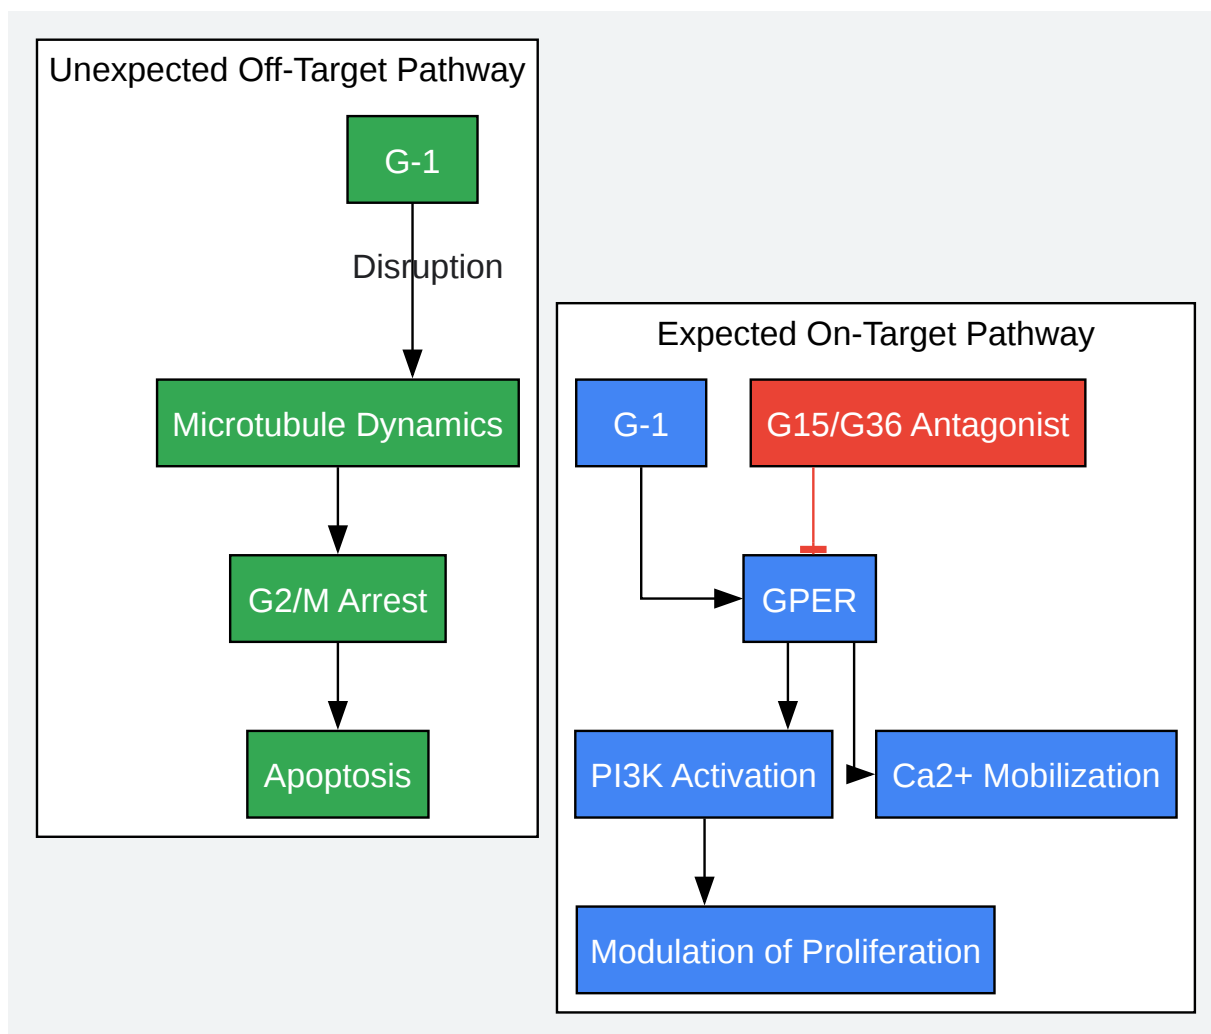 Unexpected Off-Target Pathway
G-1
Disruption
Microtubule Dynamics
G2/M Arrest
Apoptosis
Expected On-Target Pathway
G-1
G15/G36 Antagonist
GPER
PI3K Activation
Ca2+ Mobilization
Modulation of Proliferation